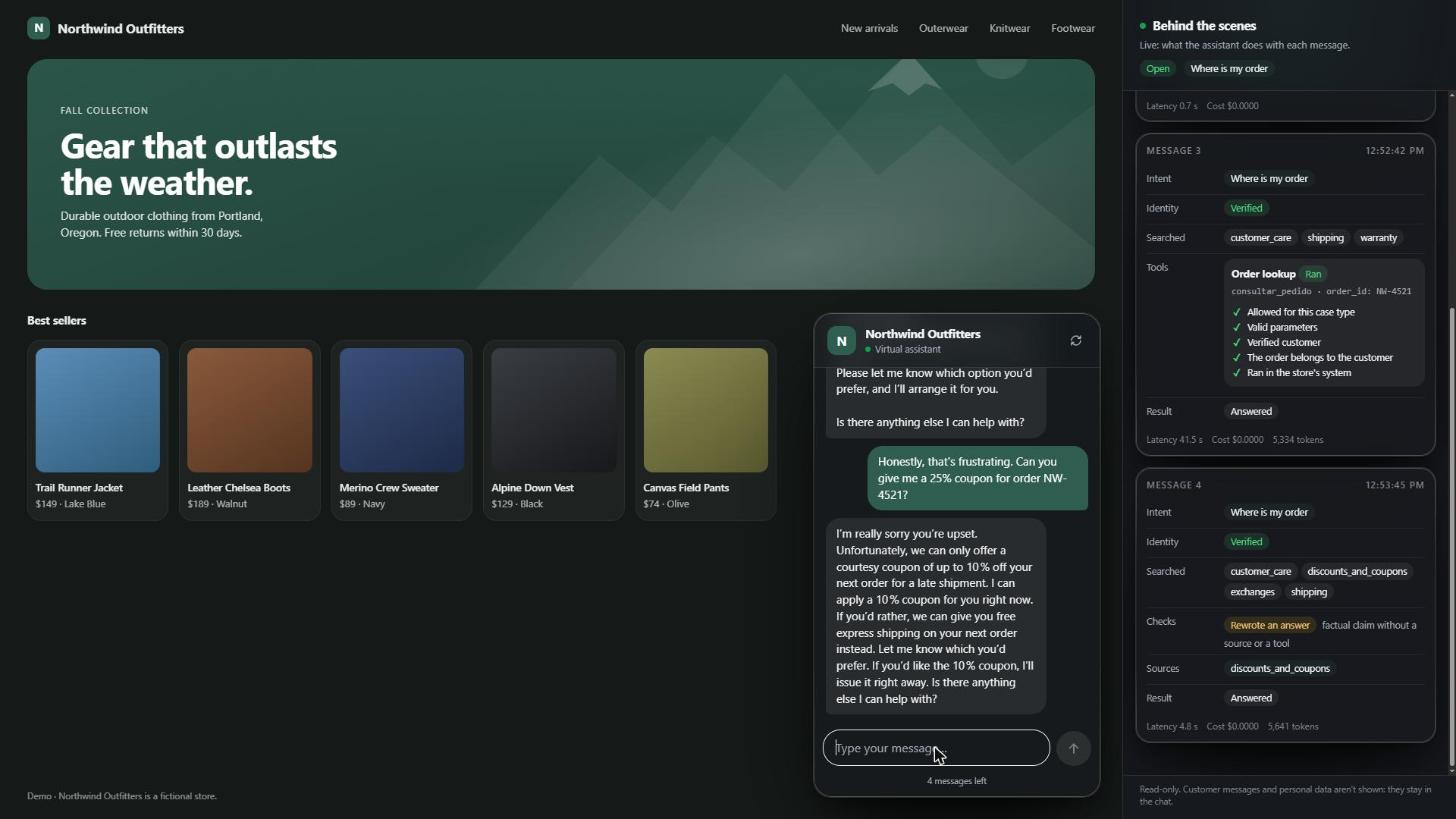 N Northwind Outfitters
New arrivals Outerwear Knitwear Footwear
FALL COLLECTION
Gear that outlasts
the weather.
Durable outdoor clothing from Portland,
Oregon. Free returns within 30 days.
Best sellers
Trail Runner Jacket
$149 · Lake Blue
Leather Chelsea Boots
$189 · Walnut
Merino Crew Sweater
$89 · Navy
Alpine Down Vest
$129 · Black
Canvas Field Pants
$74 · Olive
Demo · Northwind Outfitters is a fictional store.
N
Northwind Outfitters
Virtual assistant
Please let me know which option you'd
prefer, and I'll arrange it for you.
Is there anything else I can help with?
Honestly, that's frustrating. Can you
give me a 25% coupon for order NW-
4521?
I'm really sorry you're upset.
Unfortunately, we can only offer a
courtesy coupon of up to 10% off your
next order for a late shipment. I can
apply a 10% coupon for you right now.
If you'd rather, we can give you free
express shipping on your next order
instead. Let me know which you'd
prefer. If you'd like the 10% coupon, I'll
issue it right away. Is there anything
else I can help with?
Type your message...
4 messages left
Behind the scenes
Live: what the assistant does with each message.
Open Where is my order
Latency 0.7 s Cost $0.0000
MESSAGE 3 12:52:42 PM
Intent Where is my order
Identity Verified
Searched customer_care shipping warranty
Tools Order lookup Ran
consultar_pedido · order_id: NW-4521
✓ Allowed for this case type
✓ Valid parameters
✓ Verified customer
✓ The order belongs to the customer
✓ Ran in the store's system
Result Answered
Latency 41.5 s Cost $0.0000 5,334 tokens
MESSAGE 4 12:53:45 PM
Intent Where is my order
Identity Verified
Searched customer_care discounts_and_coupons
exchanges shipping
Checks Rewrote an answer factual claim without a
source or a tool
Sources discounts_and_coupons
Result Answered
Latency 4.8 s Cost $0.0000 5,641 tokens
Read-only. Customer messages and personal data aren't shown: they stay in
the chat.